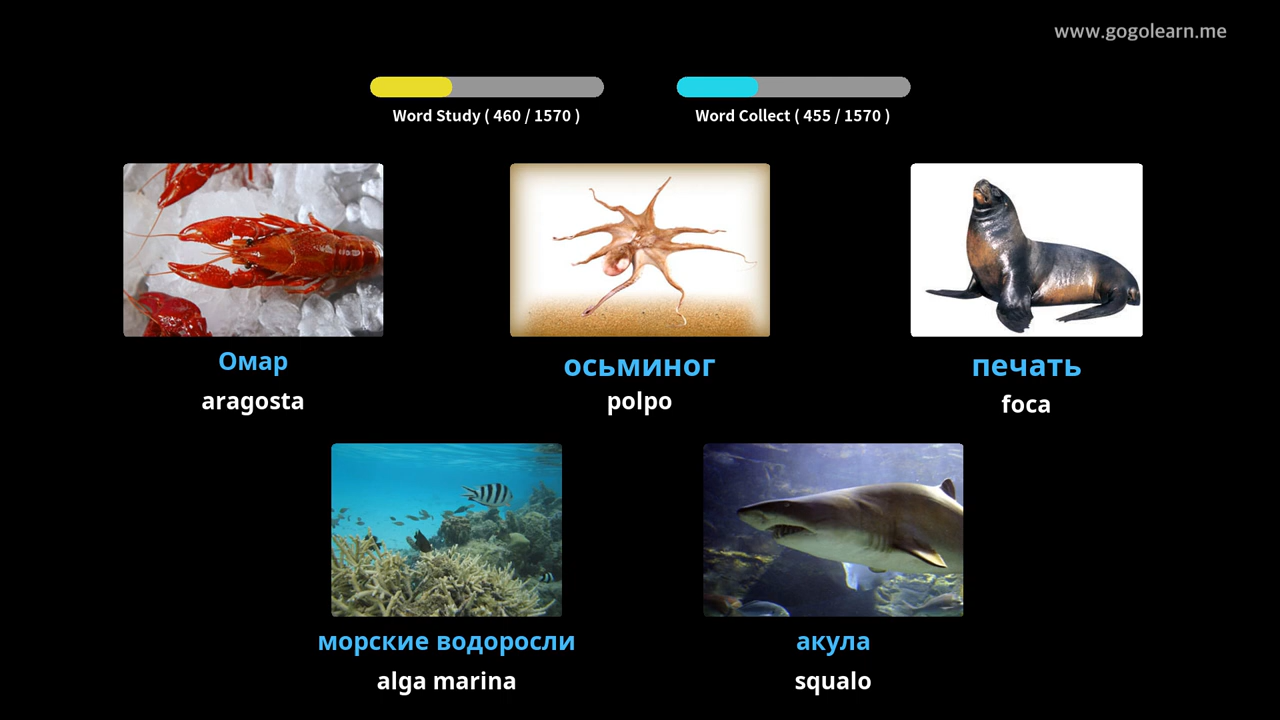 www.gogolearn.me
Word Study ( 460 / 1570 )
Word Collect ( 455 / 1570 )
Омар
осьминог
печать
aragosta
polpo
foca
морские водоросли
акула
alga marina
squalo